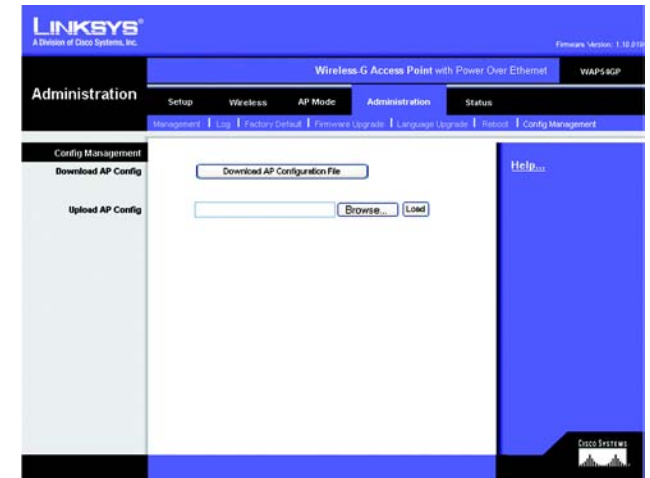 LINKSYS®
A Division of Cisco Systems, Inc.
Firmware Version: 1.10
Wireless-G Access Point with Power Over Ethernet
WAP54GP
Administration
Setup Wireless AP Mode Administration Status
Management | Log | Factory Default | Firmware Upgrade | Language Upgrade | Reboot | Config Management
Config Management
Download AP Config
Download AP Configuration File
Help...
Upload AP Config
Browse...
Load
CISCO SYSTEMS